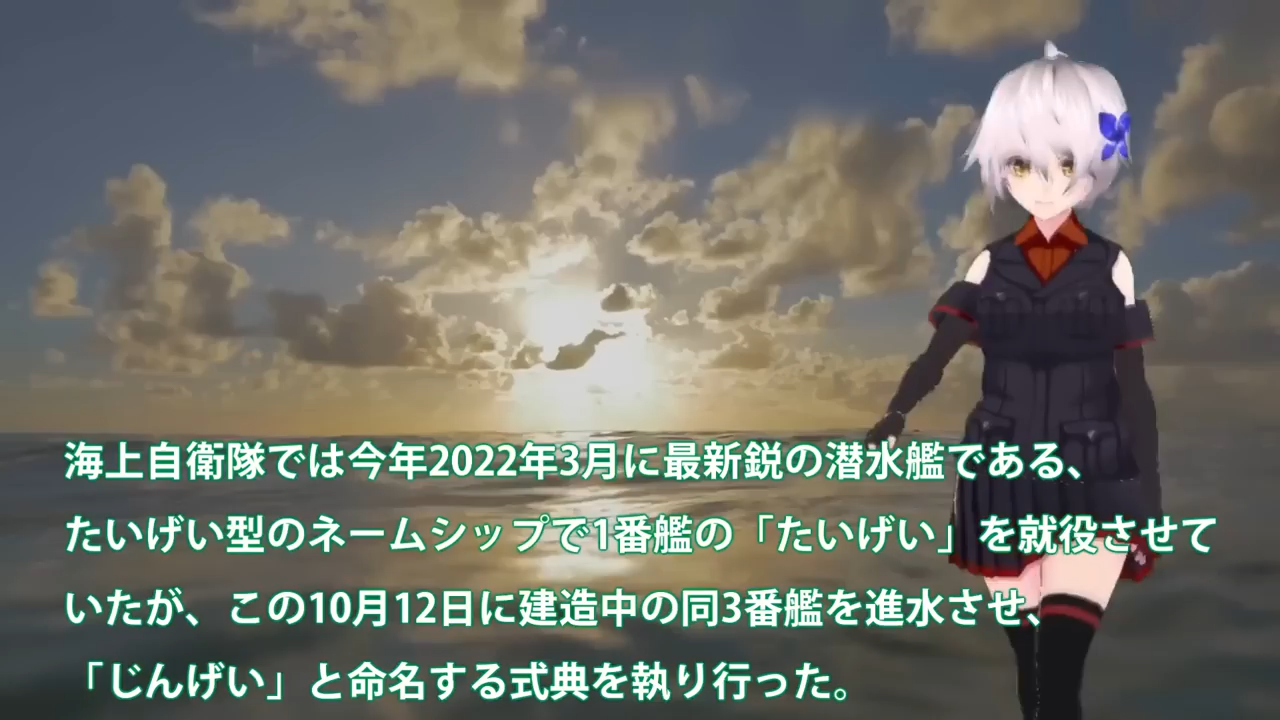 海上自衛隊では今年2022年3月に最新鋭の潜水艦である、
たいげい型のネームシップで1番艦の「たいげい」を就役させて
いたが、この10月12日に建造中の同3番艦を進水させ、
「じんげい」と命名する式典を執り行った。